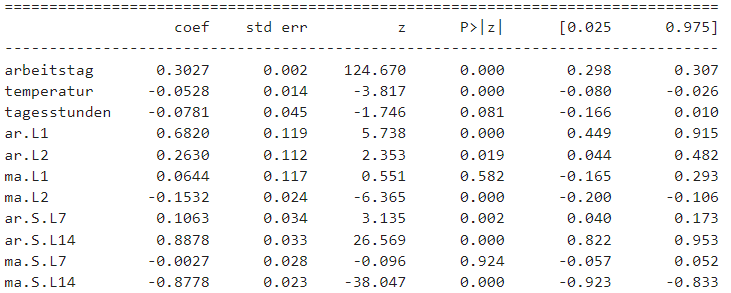 ==============================================================================
                 coef    std err          z      P>|z|      [0.025      0.975]
------------------------------------------------------------------------------
arbeitstag     0.3027      0.002    124.670      0.000       0.298       0.307
temperatur    -0.0528      0.014     -3.817      0.000      -0.080      -0.026
tagesstunden  -0.0781      0.045     -1.746      0.081      -0.166       0.010
ar.L1          0.6820      0.119      5.738      0.000       0.449       0.915
ar.L2          0.2630      0.112      2.353      0.019       0.044       0.482
ma.L1          0.0644      0.117      0.551      0.582      -0.165       0.293
ma.L2         -0.1532      0.024     -6.365      0.000      -0.200      -0.106
ar.S.L7        0.1063      0.034      3.135      0.002       0.040       0.173
ar.S.L14       0.8878      0.033     26.569      0.000       0.822       0.953
ma.S.L7       -0.0027      0.028     -0.096      0.924      -0.057       0.052
ma.S.L14      -0.8778      0.023    -38.047      0.000      -0.923      -0.833